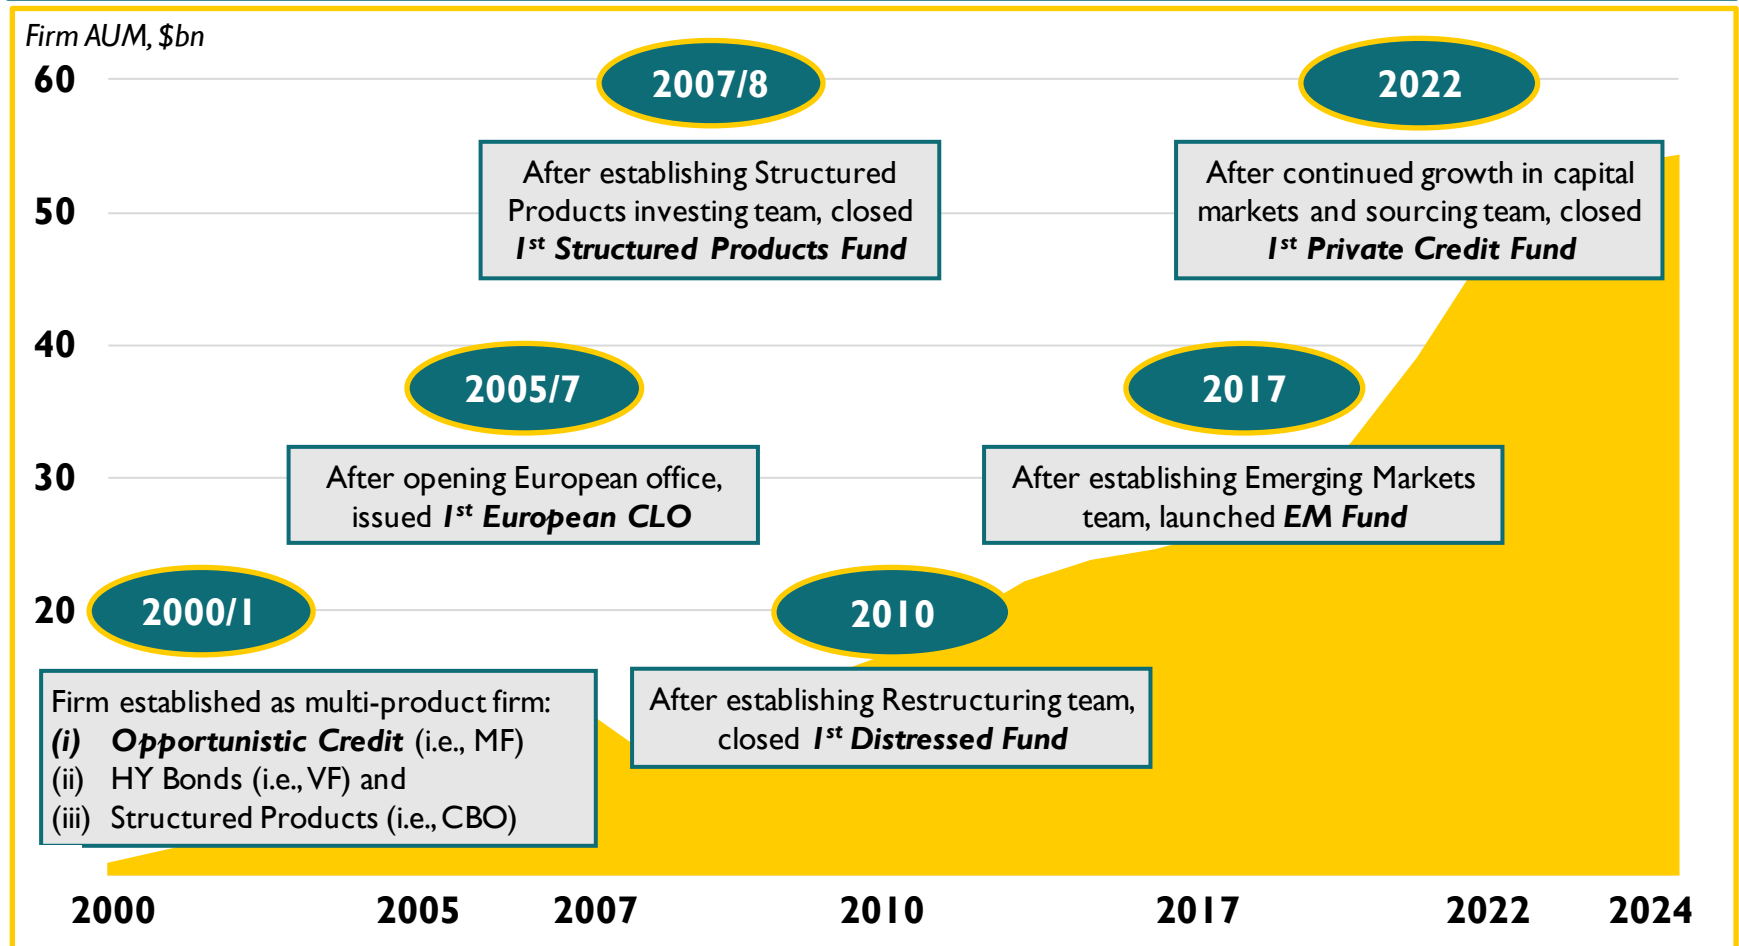 Firm AUM, $bn
60
50
40
30
20
2007/8
After establishing Structured
Products investing team, closed
1st Structured Products Fund
2022
After continued growth in capital
markets and sourcing team, closed
1st Private Credit Fund
2005/7
After opening European office,
issued 1st European CLO
2017
After establishing Emerging Markets
team, launched EM Fund
2000/1
Firm established as multi-product firm:
(i) Opportunistic Credit (i.e., MF)
(ii) HY Bonds (i.e., VF) and
(iii) Structured Products (i.e., CBO)
2010
After establishing Restructuring team,
closed 1st Distressed Fund
2000 2005 2007 2010 2017 2022 2024